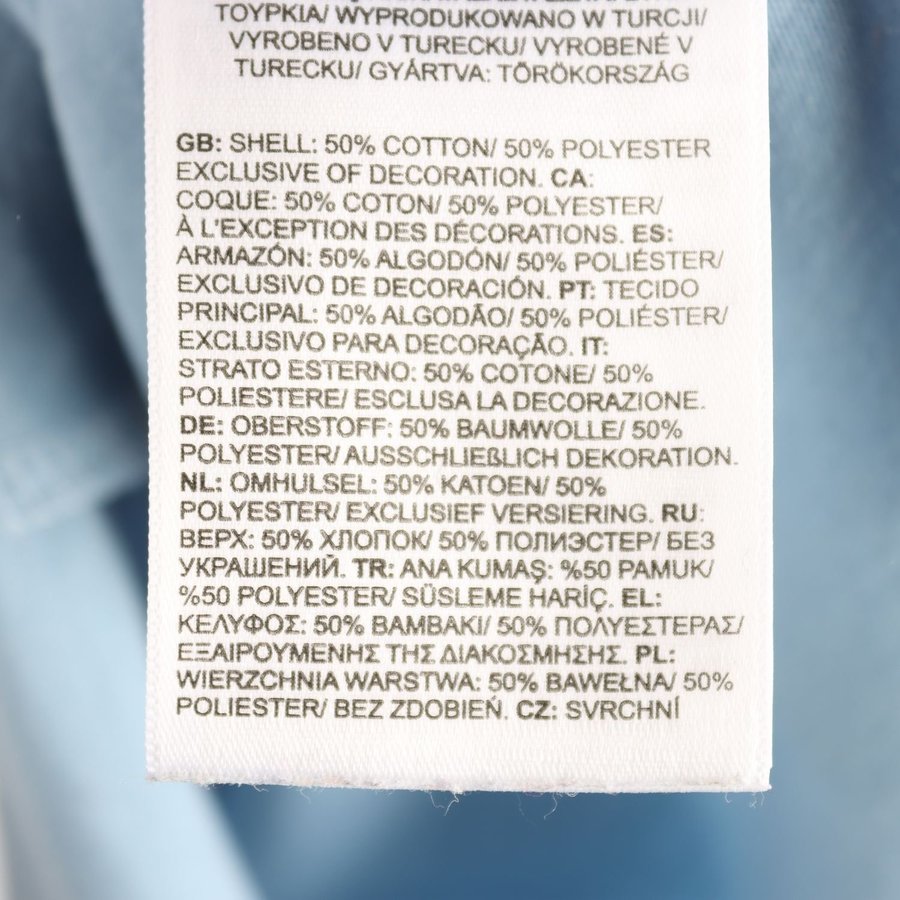 ΤΟΥΡΚΙΑ/ WYPRODUKOWANO W TURCJI/
VYROBENO V TURECKU/ VYROBENÉ V
TURECKU/ GYÁRTVA: TÖRÖKORSZÁG
GB: SHELL: 50% COTTON/ 50% POLYESTER
EXCLUSIVE OF DECORATION. CA:
COQUE: 50% COTON/ 50% POLYESTER/
À L'EXCEPTION DES DÉCORATIONS. ES:
ARMAZÓN: 50% ALGODÓN/ 50% POLIÉSTER/
EXCLUSIVO DE DECORACIÓN. PT: TECIDO
PRINCIPAL: 50% ALGODÃO/ 50% POLIÉSTER/
EXCLUSIVO PARA DECORAÇÃO. IT:
STRATO ESTERNO: 50% COTONE/ 50%
POLIESTERE/ ESCLUSA LA DECORAZIONE.
DE: OBERSTOFF: 50% BAUMWOLLE/ 50%
POLYESTER/ AUSSCHLIEßLICH DEKORATION.
NL: OMHULSEL: 50% KATOEN/ 50%
POLYESTER/ EXCLUSIEF VERSIERING. RU:
ВЕРХ: 50% ХЛОПОК/ 50% ПОЛИЭСТЕР/ БЕЗ
УКРАШЕНИЙ. TR: ANA KUMAŞ: %50 PAMUK/
%50 POLYESTER/ SÜSLEME HARİÇ. EL:
ΚΕΛΥΦΟΣ: 50% ΒΑΜΒΑΚΙ/ 50% ΠΟΛΥΕΣΤΕΡΑΣ/
ΕΞΑΙΡΟΥΜΕΝΗΣ ΤΗΣ ΔΙΑΚΟΣΜΗΣΗΣ. PL:
WIERZCHNIA WARSTWA: 50% BAWEŁNA/ 50%
POLIESTER/ BEZ ZDOBIEŃ. CZ: SVRCHNÍ